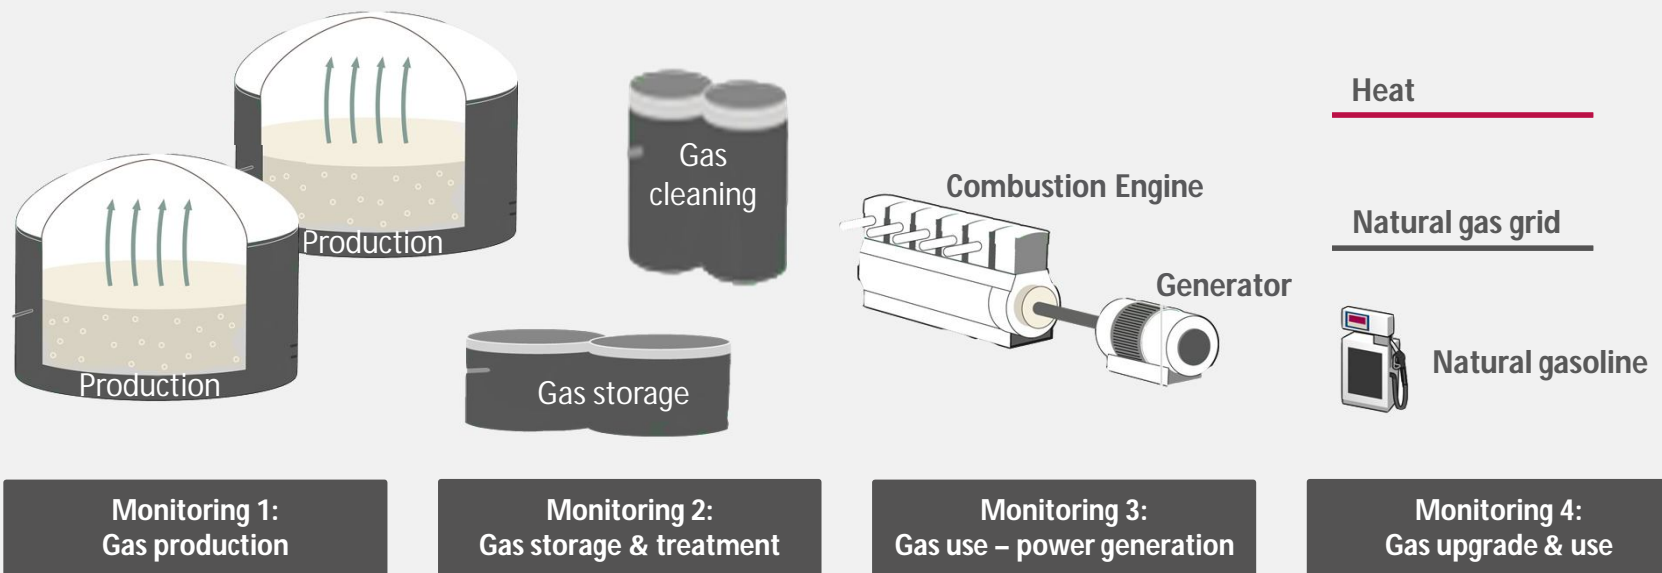 Production
Production
Gas
cleaning
Gas storage
Combustion Engine
Generator
Heat
Natural gas grid
Natural gasoline
Monitoring 1:
Gas production
Monitoring 2:
Gas storage & treatment
Monitoring 3:
Gas use – power generation
Monitoring 4:
Gas upgrade & use